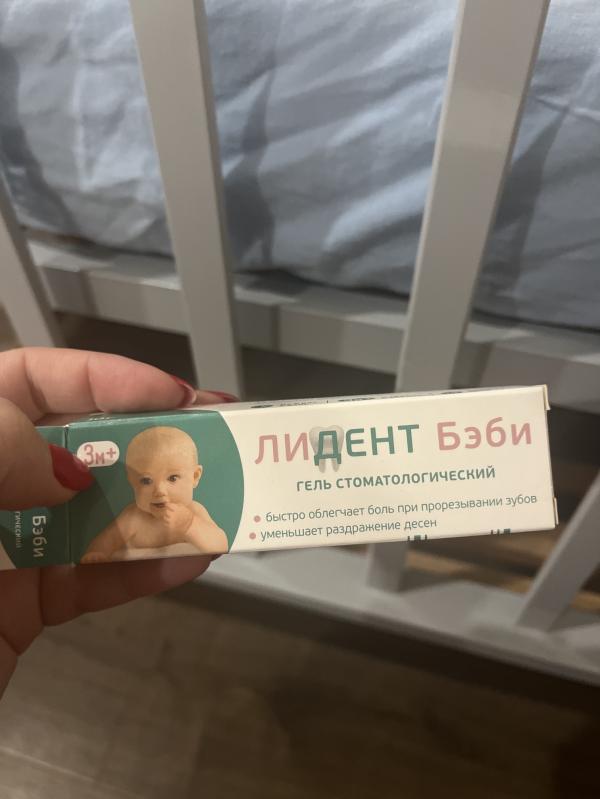 3м+
ЛИДЕНТ Бэби
ГЕЛЬ СТОМАТОЛОГИЧЕСКИЙ
• быстро облегчает боль при прорезывании зубов
• уменьшает раздражение десен
Бэби